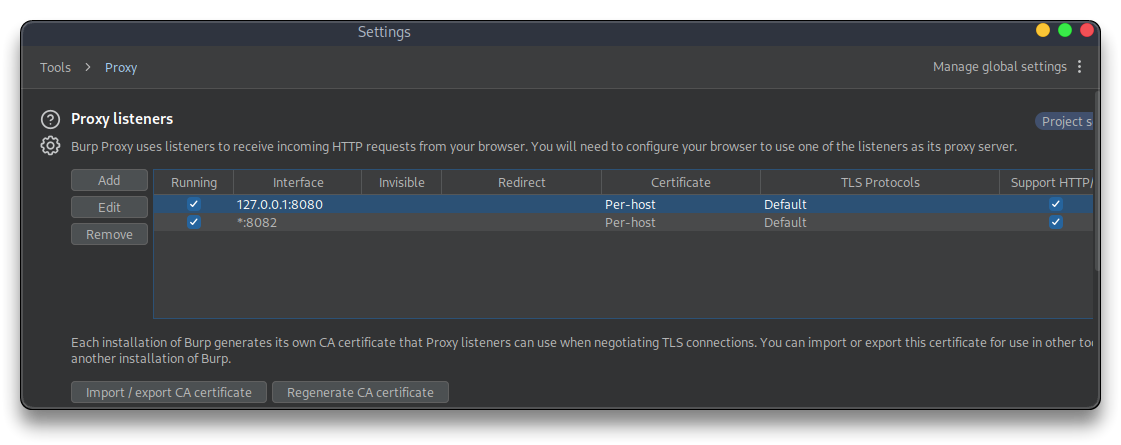 Settings
Tools > Proxy
Manage global settings
Proxy listeners
Project s
Burp Proxy uses listeners to receive incoming HTTP requests from your browser. You will need to configure your browser to use one of the listeners as its proxy server.
Add
Edit
Remove
Running Interface Invisible Redirect Certificate TLS Protocols Support HTTP/
127.0.0.1:8080 Per-host Default
*:8082 Per-host Default
Each installation of Burp generates its own CA certificate that Proxy listeners can use when negotiating TLS connections. You can import or export this certificate for use in other too
another installation of Burp.
Import / export CA certificate Regenerate CA certificate